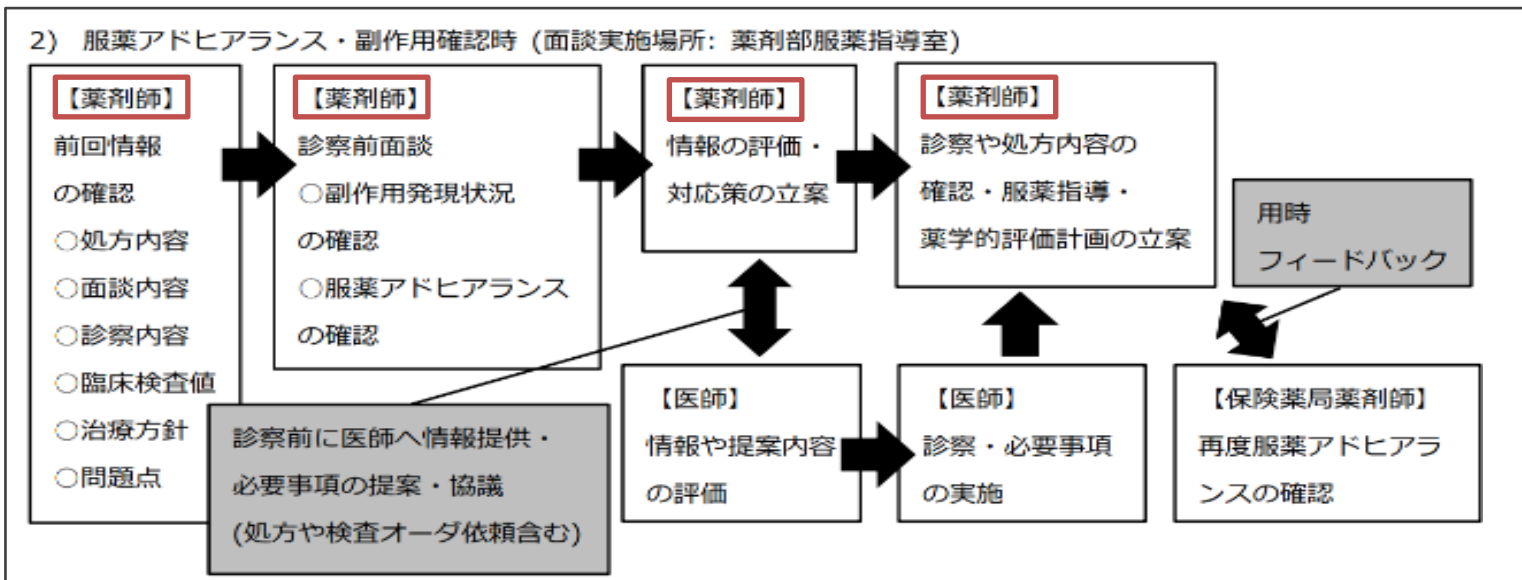 2) 服薬アドヒアランス・副作用確認時 (面談実施場所: 薬剤部服薬指導室)
【薬剤師】
前回情報
の確認
○処方内容
○面談内容
○診察内容
○臨床検査値
○治療方針
○問題点
【薬剤師】
診察前面談
○副作用発現状況
の確認
○服薬アドヒアランス
の確認
【薬剤師】
情報の評価・
対応策の立案
【薬剤師】
診察や処方内容の
確認・服薬指導・
薬学的評価計画の立案
用時
フィードバック
診察前に医師へ情報提供・
必要事項の提案・協議
(処方や検査オーダ依頼含む)
【医師】
情報や提案内容
の評価
【医師】
診察・必要事項
の実施
【保険薬局薬剤師】
再度服薬アドヒアラ
ンスの確認